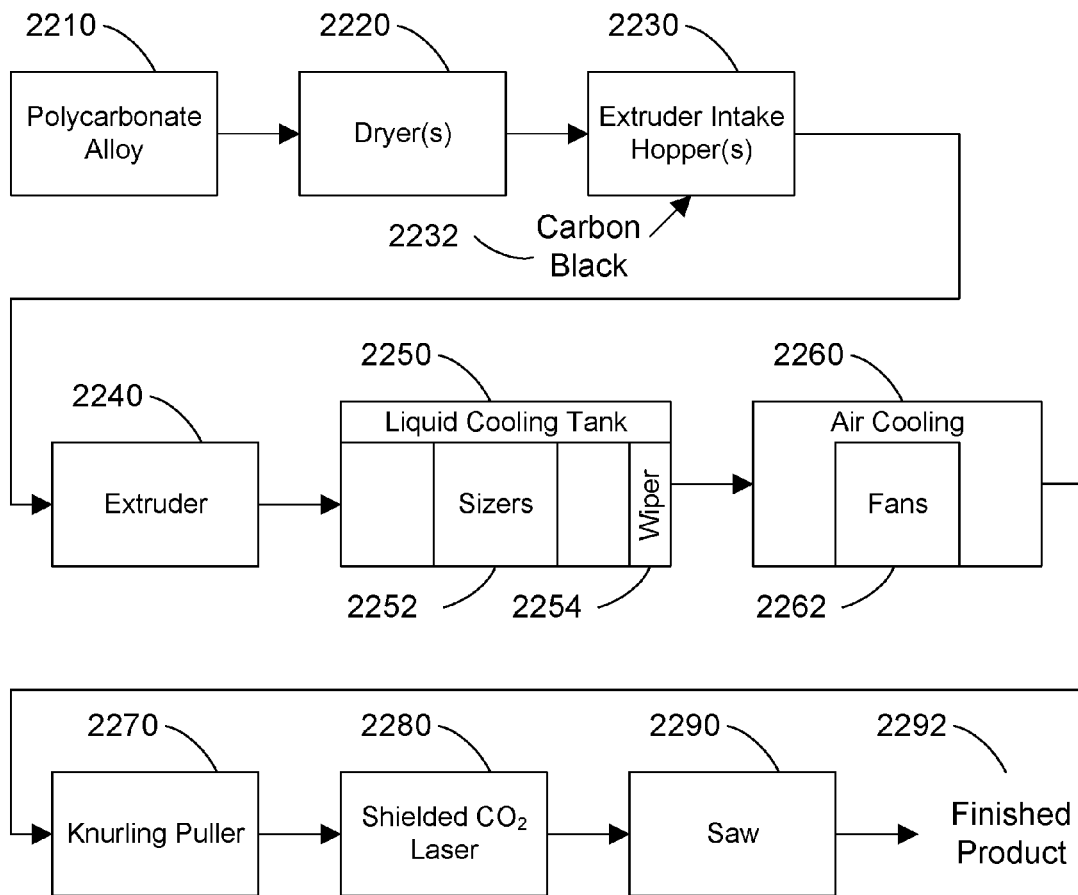 2210
2220
2230
Polycarbonate
Alloy
Dryer(s)
Extruder Intake
Hopper(s)
2232
Carbon
Black
2240
2250
2260
Extruder
Liquid Cooling Tank
Sizers
Wiper
Air Cooling
Fans
2252
2254
2262
2270
2280
2290
2292
Knurling Puller
Shielded CO₂
Laser
Saw
Finished
Product